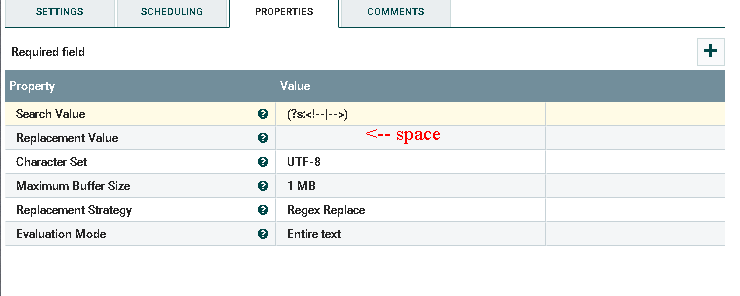 SETTINGS SCHEDULING PROPERTIES COMMENTS
Required field
Property Value
Search Value (?s:<!--|-->)
Replacement Value <-- space
Character Set UTF-8
Maximum Buffer Size 1 MB
Replacement Strategy Regex Replace
Evaluation Mode Entire text